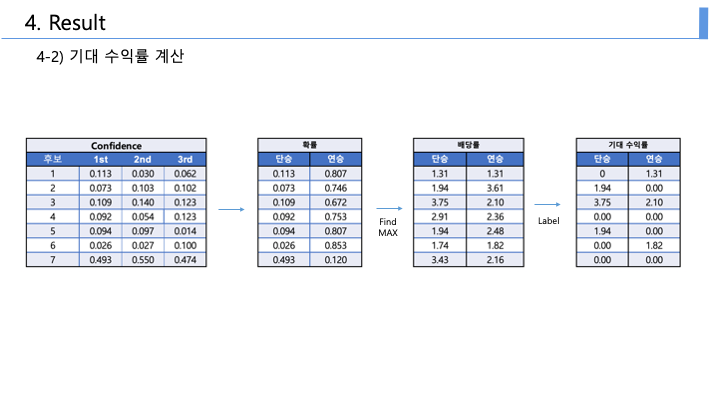 4. Result
4-2) 기대 수익률 계산
Confidence
후보 1st 2nd 3rd
1 0.113 0.030 0.062
2 0.073 0.103 0.102
3 0.109 0.140 0.123
4 0.092 0.054 0.123
5 0.094 0.097 0.014
6 0.026 0.027 0.100
7 0.493 0.550 0.474
확률
단승 연승
0.113 0.807
0.073 0.746
0.109 0.672
0.092 0.753
0.094 0.807
0.026 0.853
0.493 0.120
Find
MAX
배당률
단승 연승
1.31 1.31
1.94 3.61
3.75 2.10
2.91 2.36
1.94 2.48
1.74 1.82
3.43 2.16
Label
기대 수익률
단승 연승
0 1.31
1.94 0.00
3.75 2.10
0.00 0.00
1.94 0.00
0.00 1.82
0.00 0.00